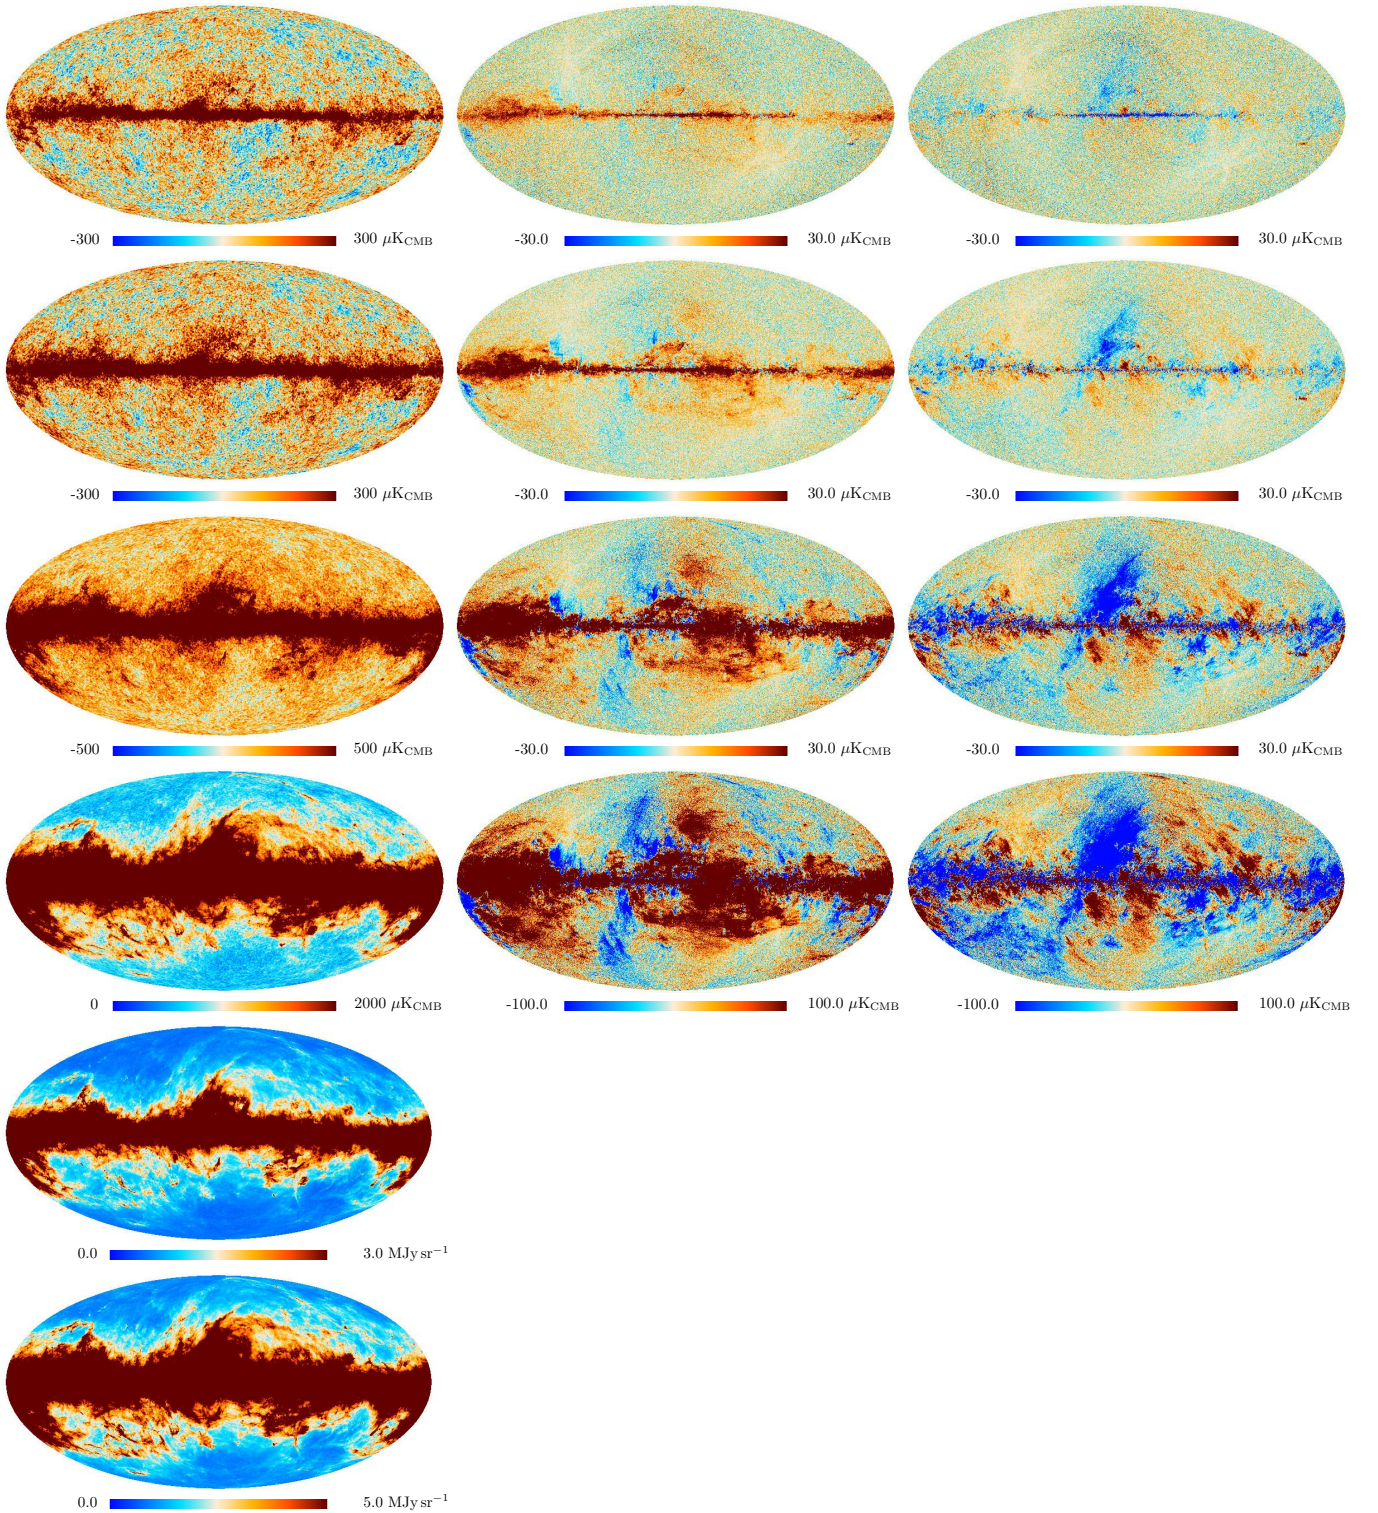 -300 300 μK_CMB -30.0 30.0 μK_CMB -30.0 30.0 μK_CMB
-300 300 μK_CMB -30.0 30.0 μK_CMB -30.0 30.0 μK_CMB
-500 500 μK_CMB -30.0 30.0 μK_CMB -30.0 30.0 μK_CMB
0 2000 μK_CMB -100.0 100.0 μK_CMB -100.0 100.0 μK_CMB
0.0 3.0 MJy sr⁻¹
0.0 5.0 MJy sr⁻¹